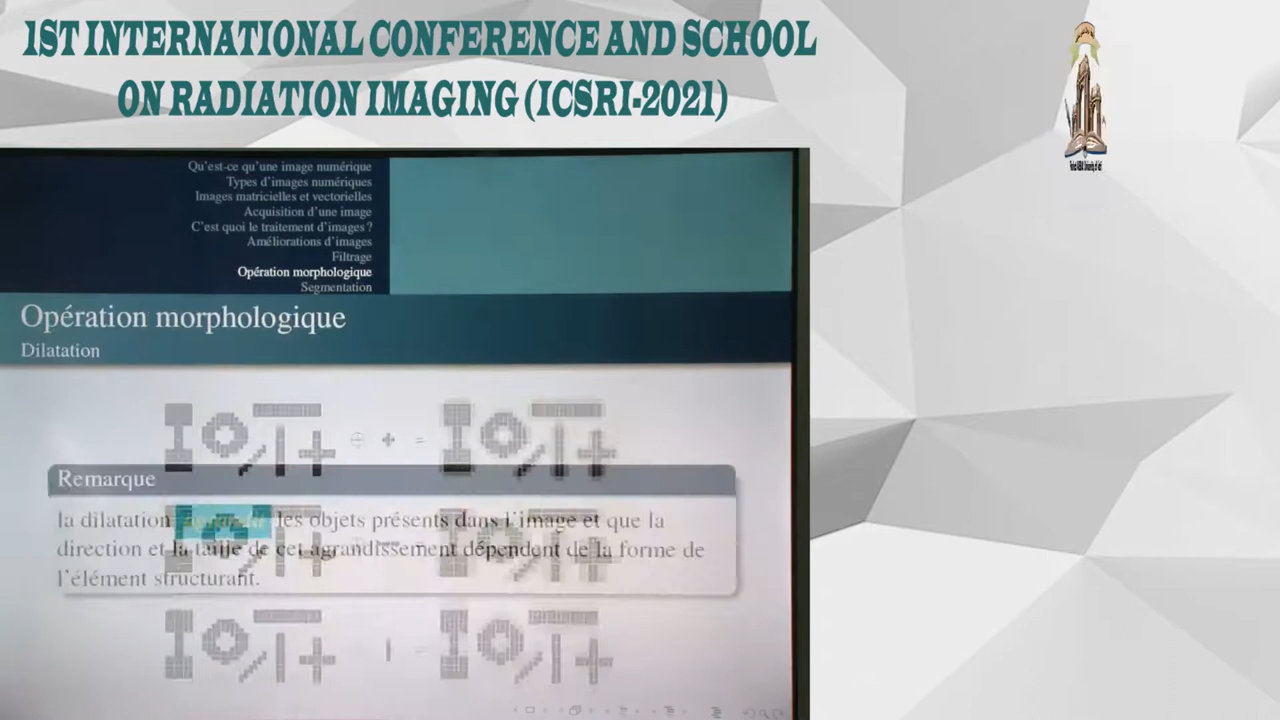 1ST INTERNATIONAL CONFERENCE AND SCHOOL
ON RADIATION IMAGING (ICSRI-2021)
Qu'est-ce qu'une image numérique
Types d'images numériques
Images matricielles et vectorielles
Acquisition d'une image
C'est quoi le traitement d'images ?
Améliorations d'images
Filtrage
Opération morphologique
Segmentation
Opération morphologique
Dilatation
Remarque
la dilatation des objets présents dans l'image et que la
direction et la taille de cet agrandissement dépendent de la forme de
l'élément structurant.